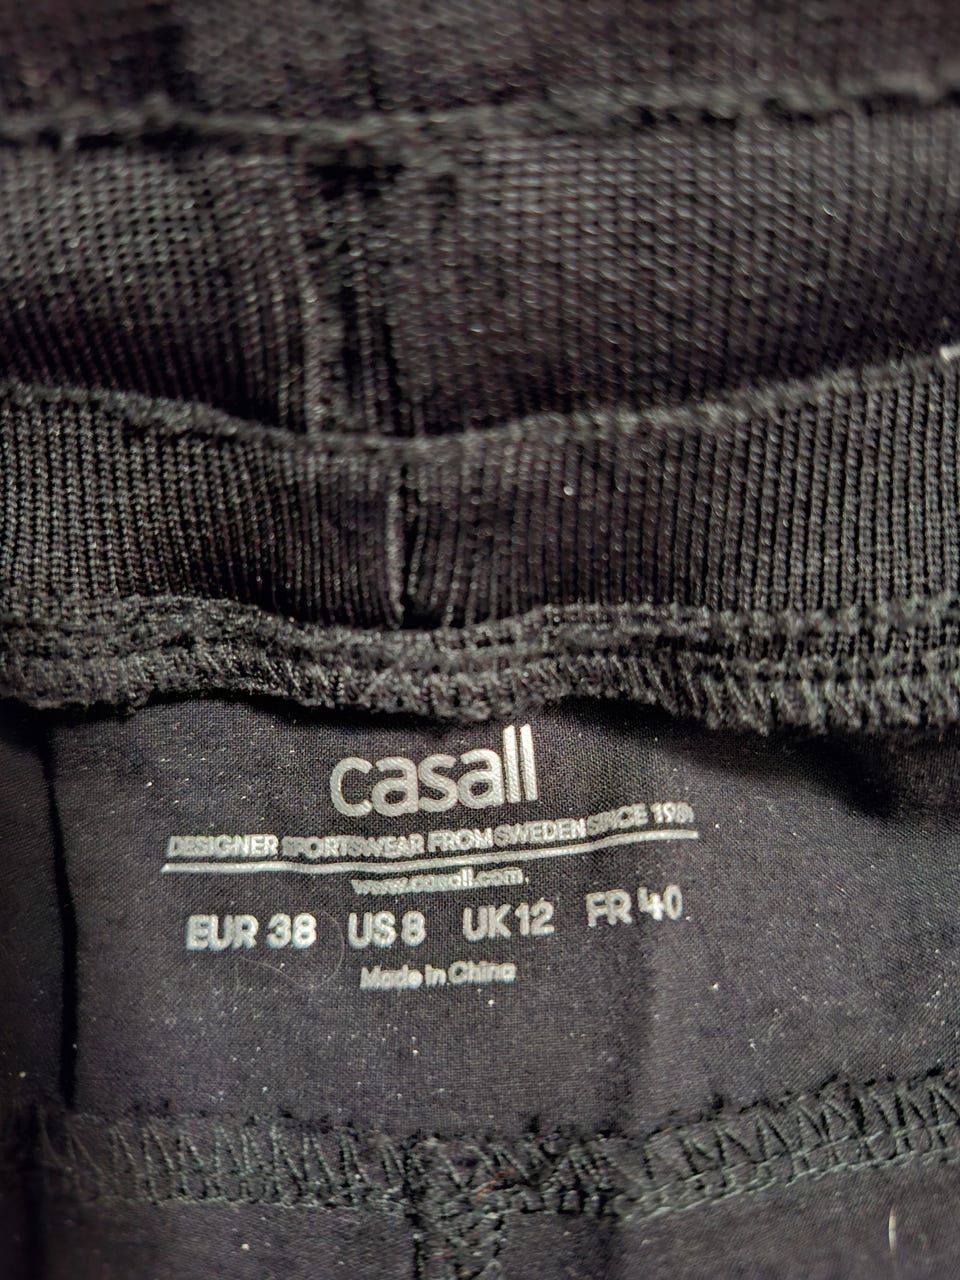 casall
DESIGNER SPORTSWEAR FROM SWEDEN SINCE
www.casall.com
EUR 38 US 8 UK 12 FR 40
Made in China